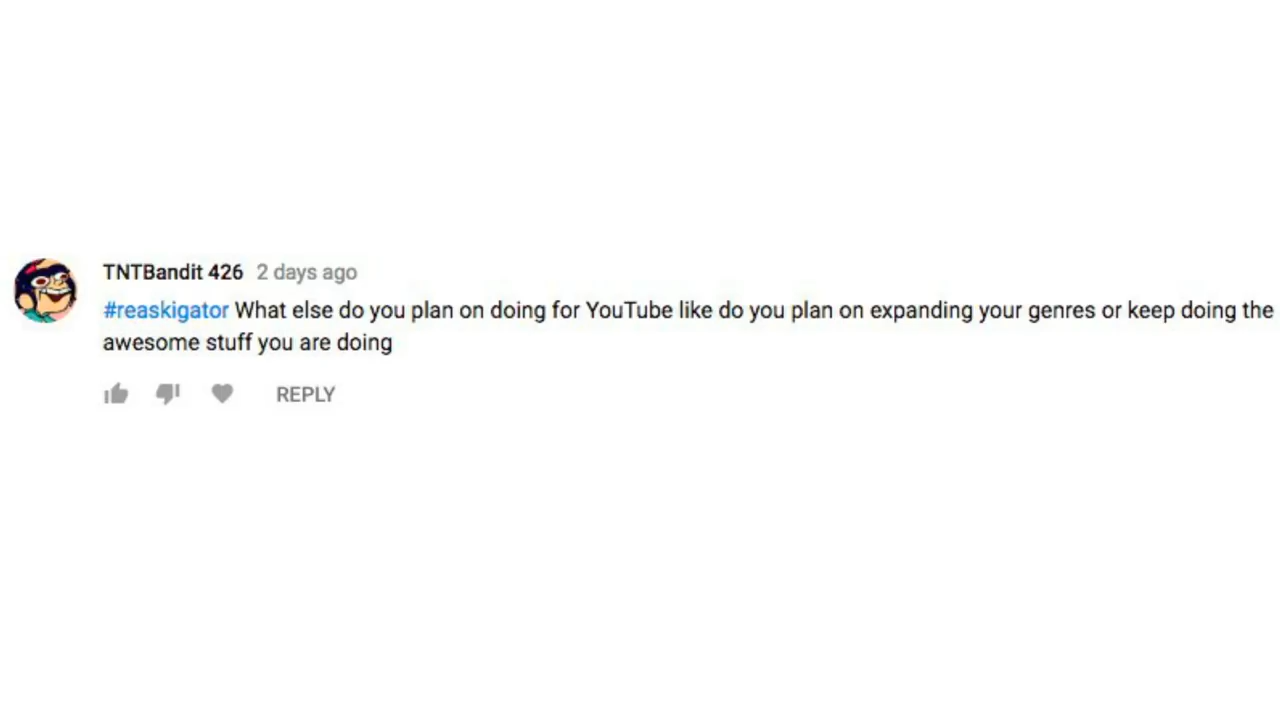 TNTBandit 426 2 days ago
#reaskigator What else do you plan on doing for YouTube like do you plan on expanding your genres or keep doing the
awesome stuff you are doing
REPLY